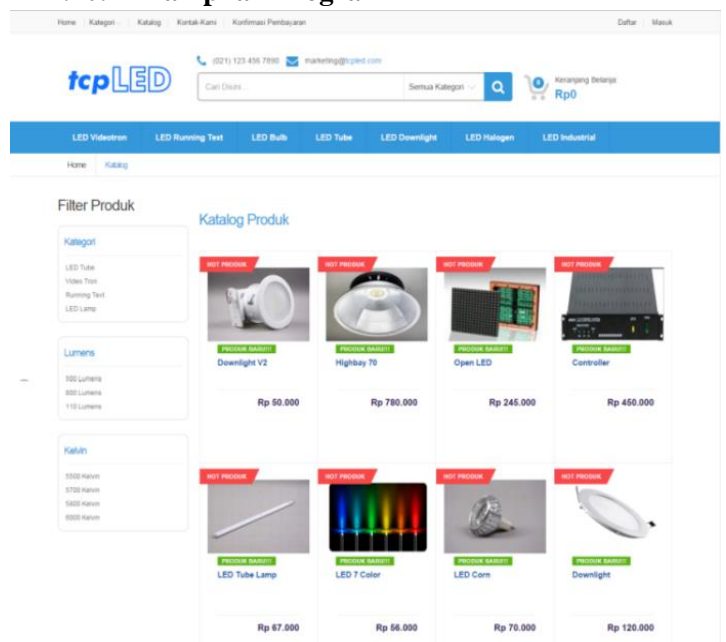 Home Kategori Katalog Kontak Kami Konfirmasi Pembayaran Daftar Masuk
(021) 123 456 7890 marketing@tcpled.com
tcpLED
Cari Disini ... Semua Kategori
0 Keranjang Belanja:
Rp0
LED Videotron LED Running Text LED Bulb LED Tube LED Downlight LED Halogen LED Industrial
Home Katalog
Filter Produk
Katalog Produk
Kategori
LED Tube
Video Tron
Running Text
LED Lamp
Lumens
800 Lumens
110 Lumens
Kelvin
5500 Kelvin
5700 Kelvin
5800 Kelvin
6000 Kelvin
HOT PRODUK HOT PRODUK HOT PRODUK HOT PRODUK
PRODUK BARU!!! PRODUK BARU!!! PRODUK BARU!!! PRODUK BARU!!!
Downlight V2 Highbay 70 Open LED Controller
Rp 50.000 Rp 780.000 Rp 245.000 Rp 450.000
HOT PRODUK HOT PRODUK HOT PRODUK HOT PRODUK
PRODUK BARU!!! PRODUK BARU!!! PRODUK BARU!!! PRODUK BARU!!!
LED Tube Lamp LED 7 Color LED Corn Downlight
Rp 67.000 Rp 56.000 Rp 70.000 Rp 120.000